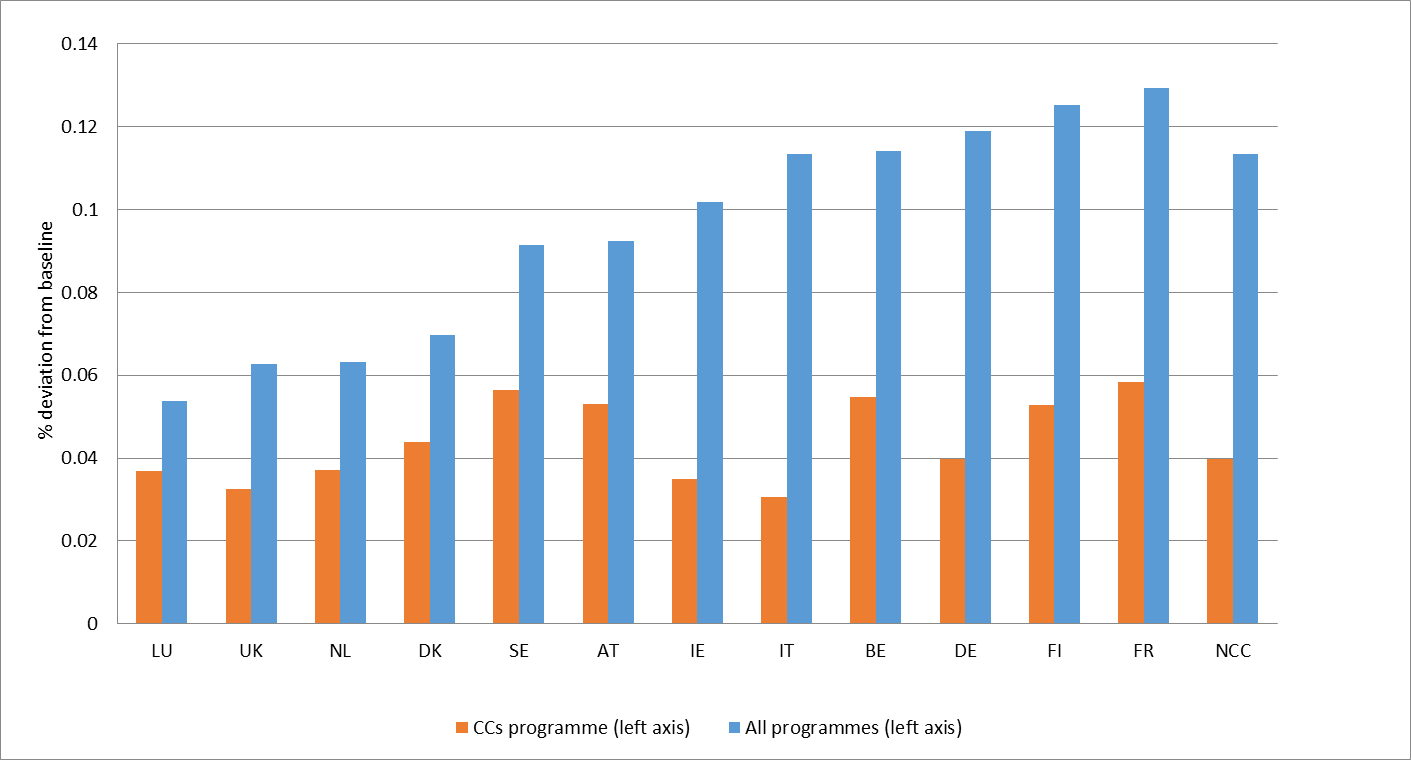 0.14
0.12
0.1
0.08
0.06
0.04
0.02
0
% deviation from baseline
LU UK NL DK SE AT IE IT BE DE FI FR NCC
CCs programme (left axis) All programmes (left axis)